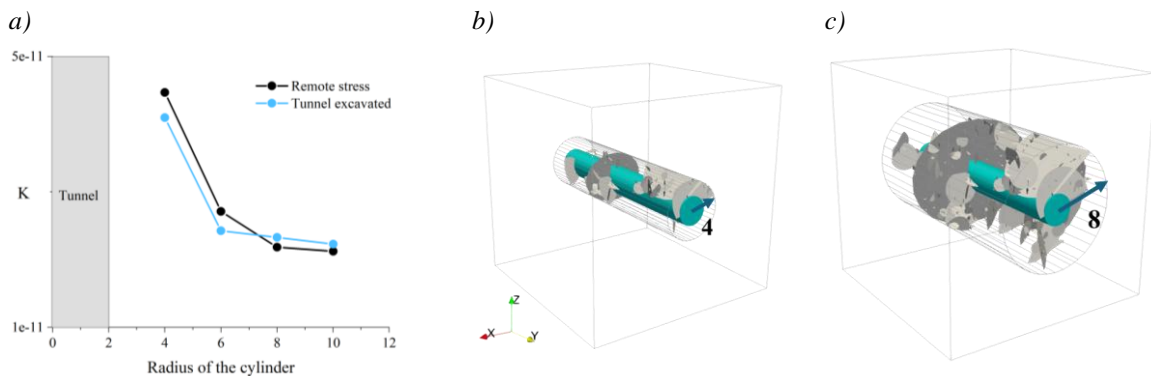 a)
b)
c)
5e-11
Remote stress
Tunnel excavated
K
Tunnel
1e-11
0 2 4 6 8 10 12
Radius of the cylinder
4
Z
X
Y
8